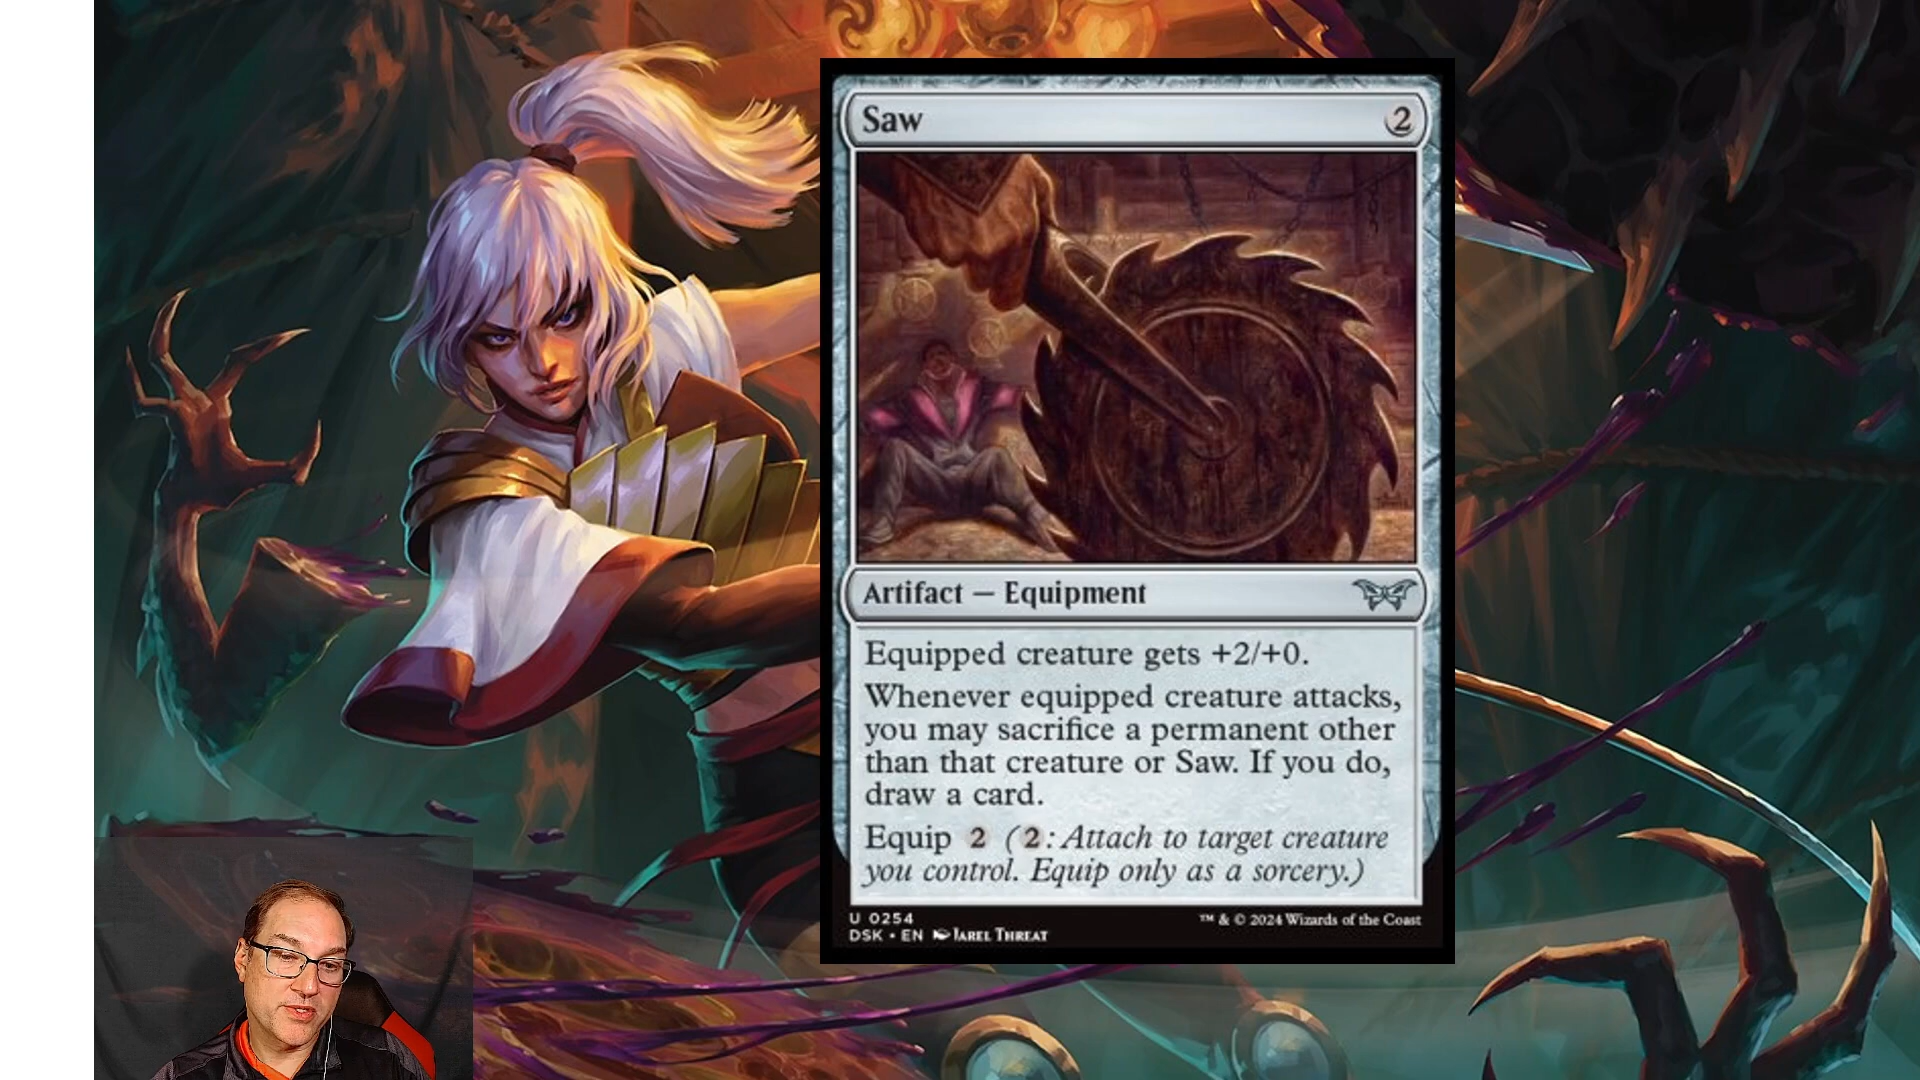 Saw 2
Artifact — Equipment
Equipped creature gets +2/+0.
Whenever equipped creature attacks,
you may sacrifice a permanent other
than that creature or Saw. If you do,
draw a card.
Equip 2 (2: Attach to target creature
you control. Equip only as a sorcery.)
U 0254
DSK • EN JAREL THREAT
™ & © 2024 Wizards of the Coast